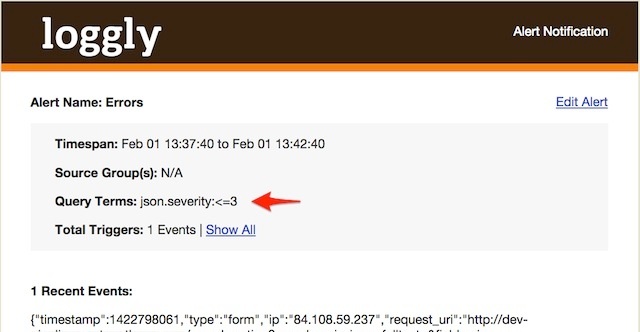 loggly
Alert Notification
Alert Name: Errors
Edit Alert
Timespan: Feb 01 13:37:40 to Feb 01 13:42:40
Source Group(s): N/A
Query Terms: json.severity:<=3
Total Triggers: 1 Events | Show All
1 Recent Events:
{"timestamp":1422798061,"type":"form","ip":"84.108.59.237","request_uri":"http://dev-